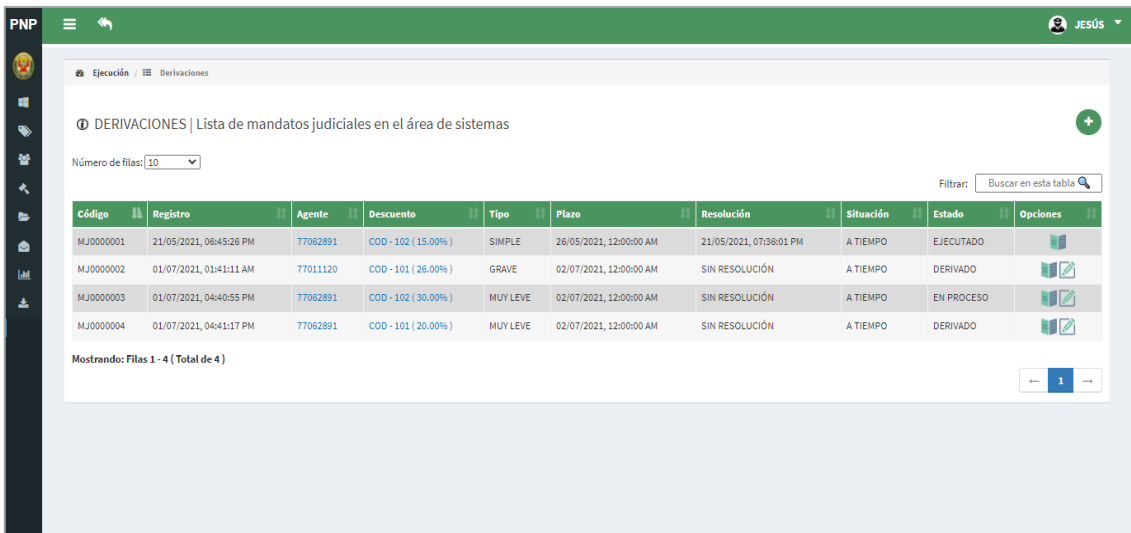 PNP
JESÚS
Ejecución / Derivaciones
DERIVACIONES | Lista de mandatos judiciales en el área de sistemas
Número de filas: 10
Filtrar: Buscar en esta tabla
Código Registro Agente Descuento Tipo Plazo Resolución Situación Estado Opciones
MJ0000001 21/05/2021, 06:45:26 PM 77062891 COD - 102 ( 15.00% ) SIMPLE 26/05/2021, 12:00:00 AM 21/05/2021, 07:36:01 PM A TIEMPO EJECUTADO
MJ0000002 01/07/2021, 01:41:11 AM 77011120 COD - 101 ( 26.00% ) GRAVE 02/07/2021, 12:00:00 AM SIN RESOLUCIÓN A TIEMPO DERIVADO
MJ0000003 01/07/2021, 04:40:55 PM 77062891 COD - 102 ( 30.00% ) MUY LEVE 02/07/2021, 12:00:00 AM SIN RESOLUCIÓN A TIEMPO EN PROCESO
MJ0000004 01/07/2021, 04:41:17 PM 77062891 COD - 101 ( 20.00% ) MUY LEVE 02/07/2021, 12:00:00 AM SIN RESOLUCIÓN A TIEMPO DERIVADO
Mostrando: Filas 1 - 4 ( Total de 4 )
← 1 →